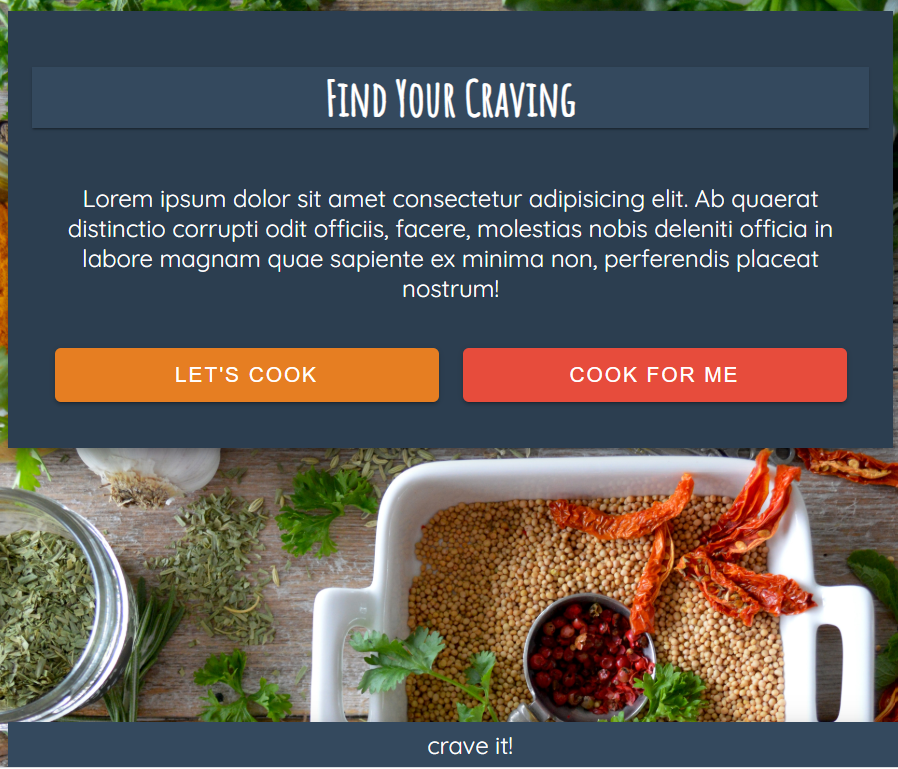 Find Your Craving
Lorem ipsum dolor sit amet consectetur adipisicing elit. Ab quaerat
distinctio corrupti odit officiis, facere, molestias nobis deleniti officia in
labore magnam quae sapiente ex minima non, perferendis placeat
nostrum!
LET'S COOK
COOK FOR ME
crave it!